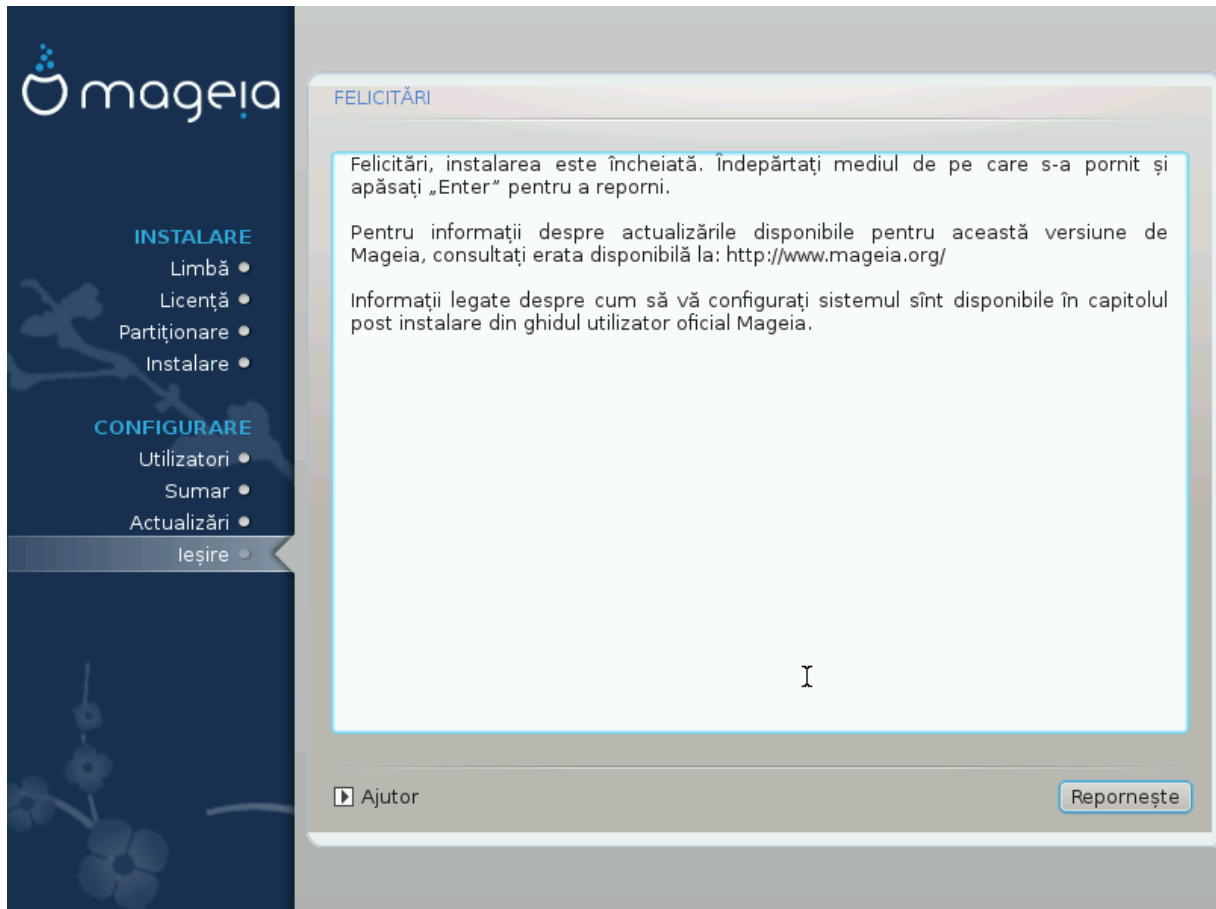 mageia
INSTALARE
Limbă
Licență
Partiționare
Instalare
CONFIGURARE
Utilizatori
Sumar
Actualizări
Ieșire
FELICITĂRI
Felicitări, instalarea este încheiată. Îndepărtați mediul de pe care s-a pornit și
apăsați „Enter” pentru a reporni.
Pentru informații despre actualizările disponibile pentru această versiune de
Mageia, consultați erata disponibilă la: http://www.mageia.org/
Informații legate despre cum să vă configurați sistemul sînt disponibile în capitolul
post instalare din ghidul utilizator oficial Mageia.
Ajutor
Repornește